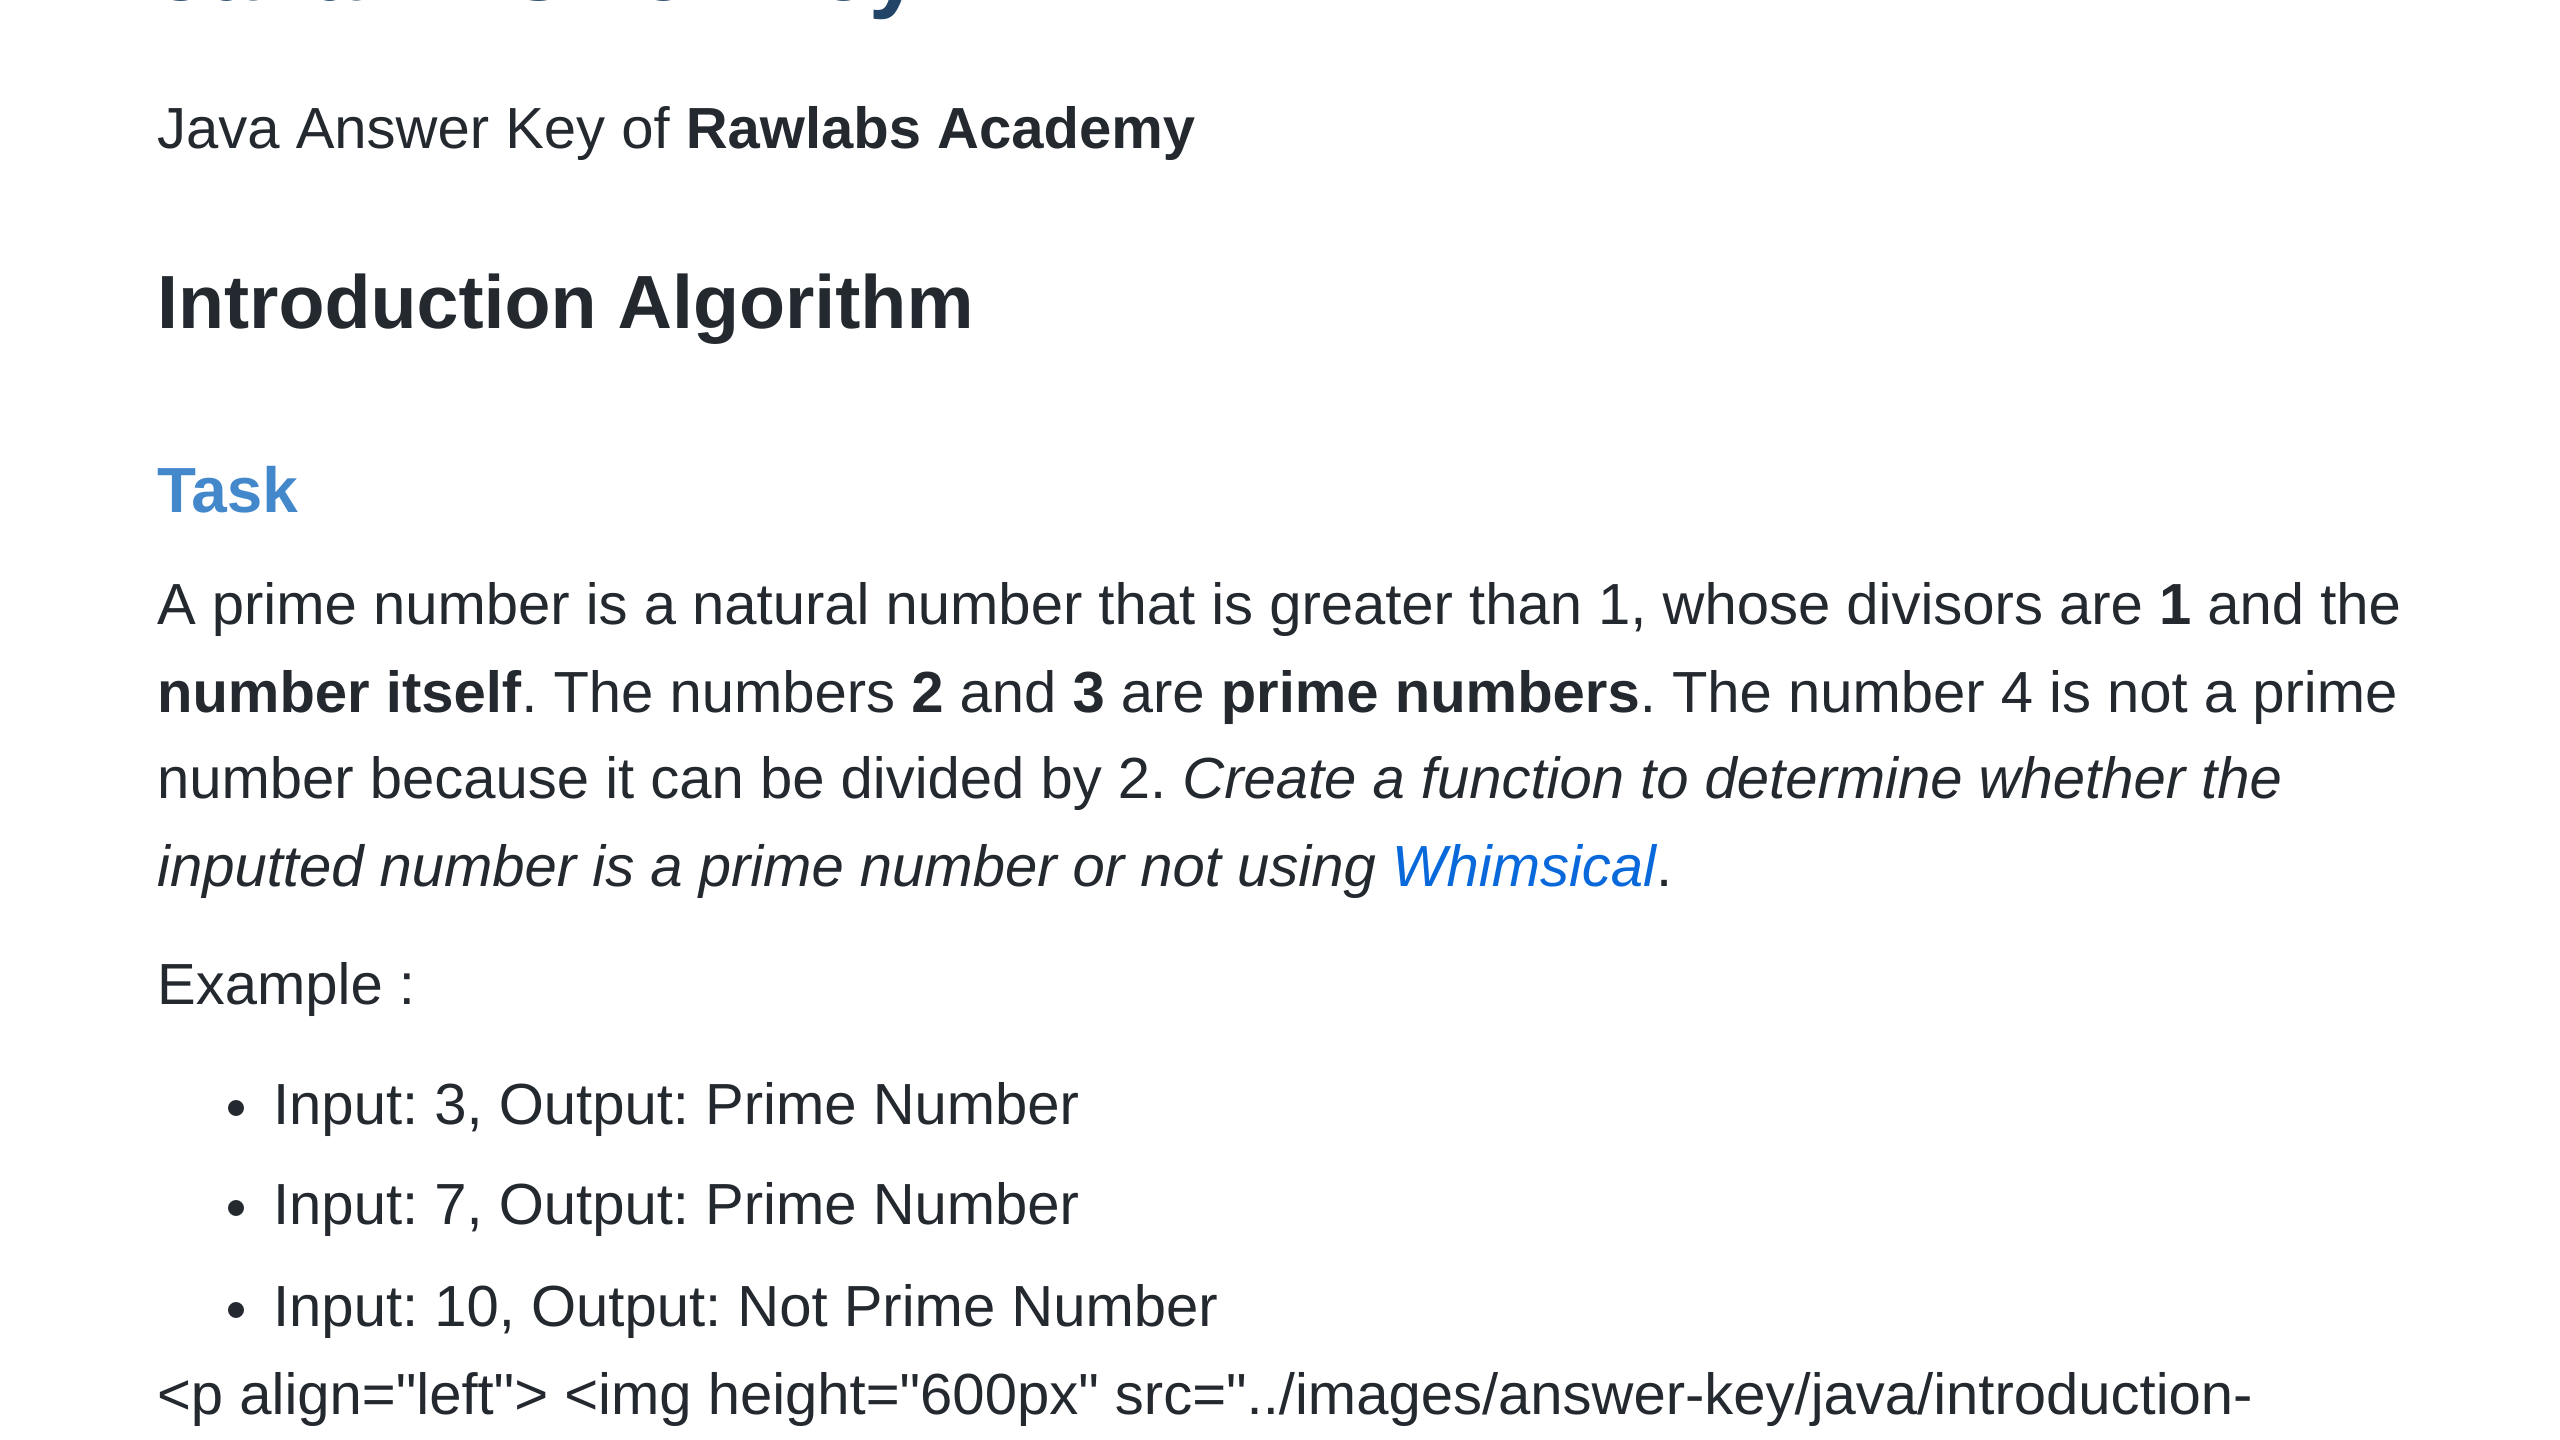 Java Answer Key of Rawlabs Academy
Introduction Algorithm
Task
A prime number is a natural number that is greater than 1, whose divisors are 1 and the
number itself. The numbers 2 and 3 are prime numbers. The number 4 is not a prime
number because it can be divided by 2. Create a function to determine whether the
inputted number is a prime number or not using Whimsical.
Example :
• Input: 3, Output: Prime Number
• Input: 7, Output: Prime Number
• Input: 10, Output: Not Prime Number
<p align="left"> <img height="600px" src="../images/answer-key/java/introduction-